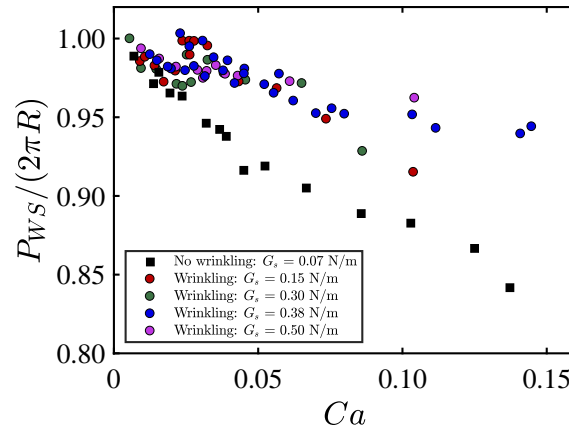 1.00
0.95
0.90
0.85
0.80
P_{WS}/(2πR)
No wrinkling: G_s = 0.07 N/m
Wrinkling: G_s = 0.15 N/m
Wrinkling: G_s = 0.30 N/m
Wrinkling: G_s = 0.38 N/m
Wrinkling: G_s = 0.50 N/m
0 0.05 0.10 0.15
Ca